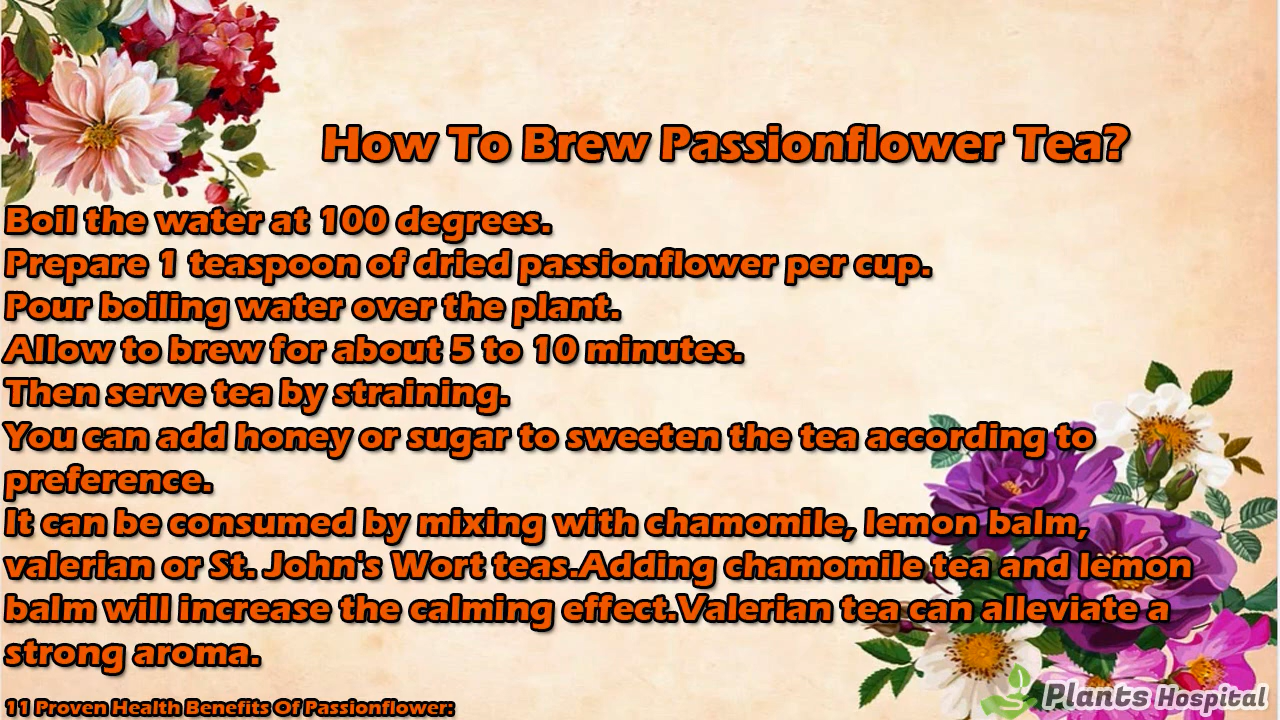 How To Brew Passionflower Tea?
Boil the water at 100 degrees.
Prepare 1 teaspoon of dried passionflower per cup.
Pour boiling water over the plant.
Allow to brew for about 5 to 10 minutes.
Then serve tea by straining.
You can add honey or sugar to sweeten the tea according to
preference.
It can be consumed by mixing with chamomile, lemon balm,
valerian or St. John's Wort teas.Adding chamomile tea and lemon
balm will increase the calming effect.Valerian tea can alleviate a
strong aroma.
11 Proven Health Benefits Of Passionflower:
Plants Hospital